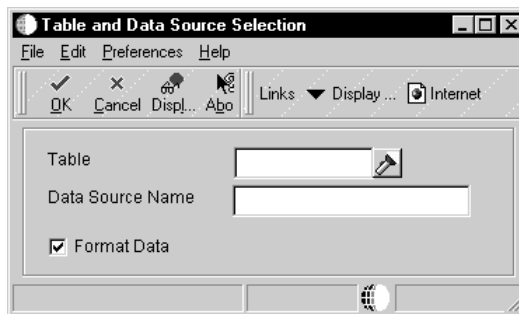 Table and Data Source Selection
File Edit Preferences Help
OK Cancel Displ... Abo Links Display ... Internet
Table
Data Source Name
Format Data